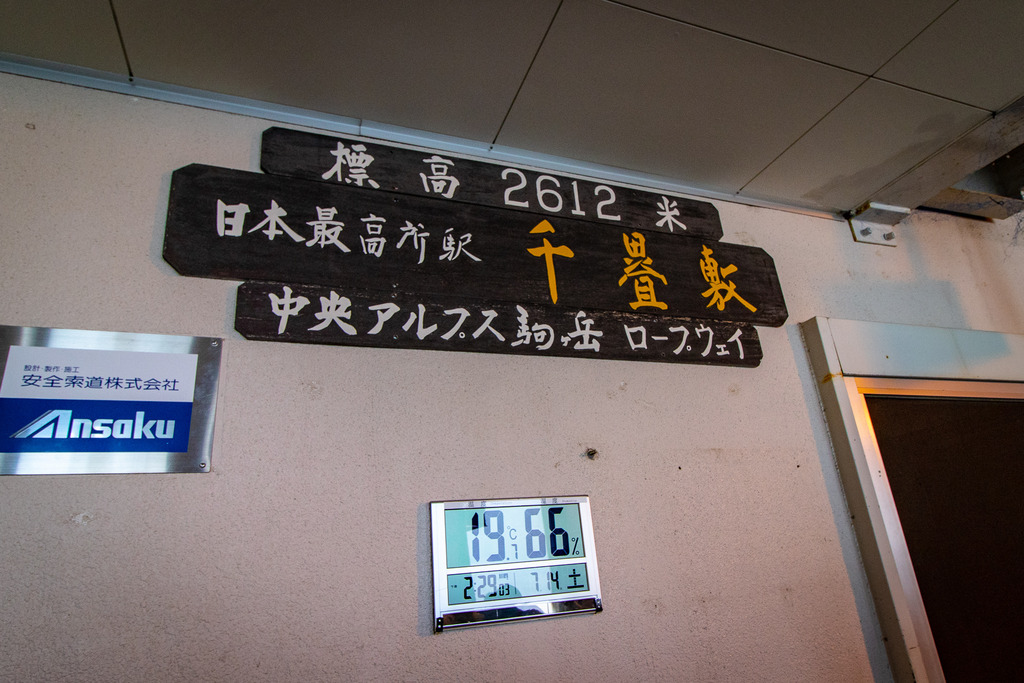 標高 2612 米
日本最高所駅 千畳敷
中央アルプス駒ヶ岳 ロープウェイ
設計・製作・施工
安全索道株式会社
Ansaku
19.7℃ 66%
2:29 03 7 14 土